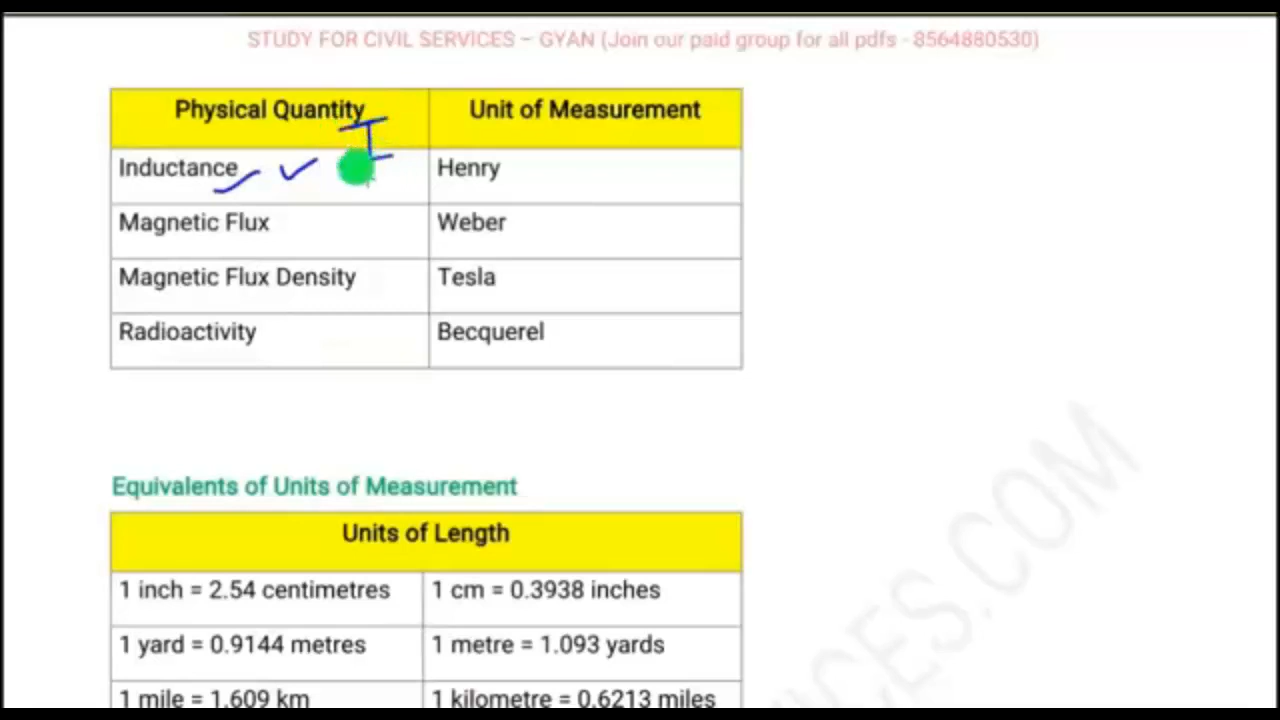 STUDY FOR CIVIL SERVICES – GYAN (Join our paid group for all pdfs - 8564880530)
Physical Quantity Unit of Measurement
I
Inductance Henry
Magnetic Flux Weber
Magnetic Flux Density Tesla
Radioactivity Becquerel
Equivalents of Units of Measurement
Units of Length
1 inch = 2.54 centimetres 1 cm = 0.3938 inches
1 yard = 0.9144 metres 1 metre = 1.093 yards
1 mile = 1.609 km 1 kilometre = 0.6213 miles
ICES.COM